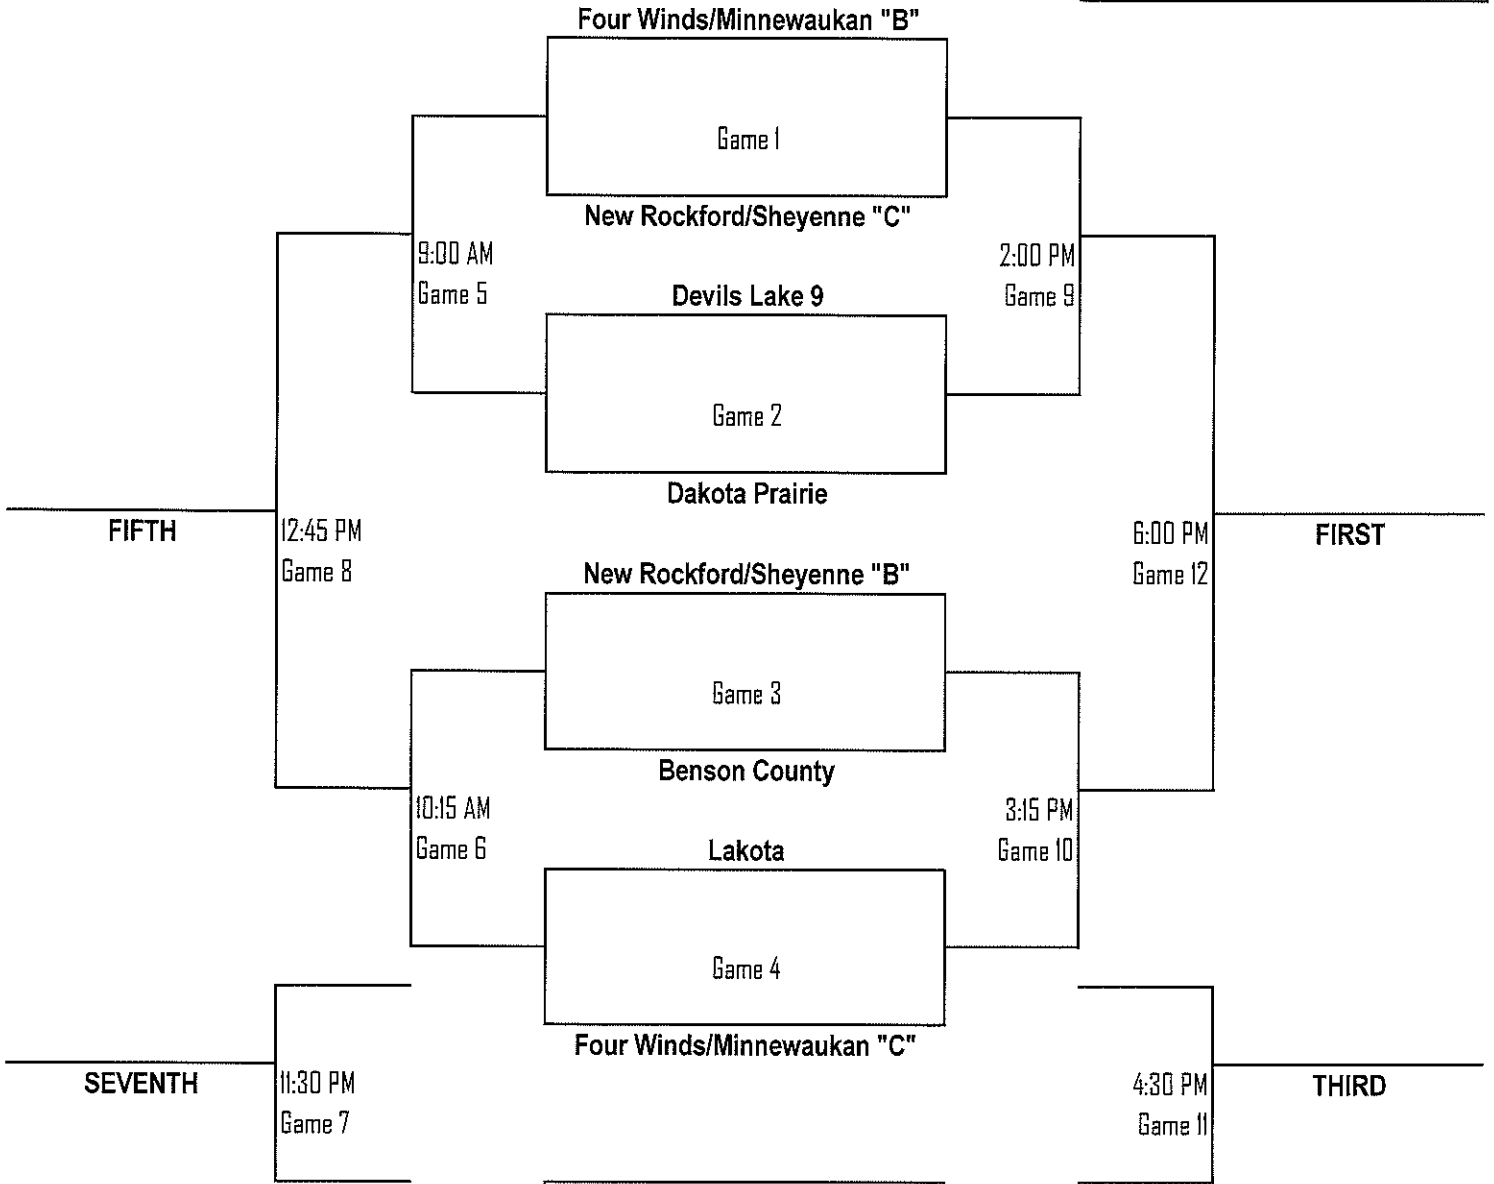 Four Winds/Minnewaukan "B"
Game 1
New Rockford/Sheyenne "C"
9:00 AM
Game 5
2:00 PM
Game 9
Devils Lake 9
Game 2
Dakota Prairie
FIFTH
12:45 PM
Game 8
6:00 PM
Game 12
FIRST
New Rockford/Sheyenne "B"
Game 3
Benson County
10:15 AM
Game 6
3:15 PM
Game 10
Lakota
Game 4
Four Winds/Minnewaukan "C"
SEVENTH
11:30 PM
Game 7
4:30 PM
Game 11
THIRD